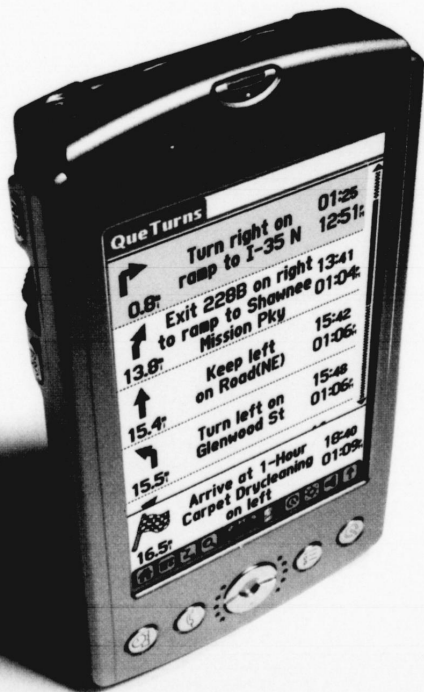 QueTurns
Turn right on
ramp to I-35 N
0.8
01:26
12:51
Exit 228B on right
to ramp to Shawnee
Mission Pky
13.8
13:41
01:04
Keep left
on Road(NE)
15.4
15:42
01:06
Turn left on
Glenwood St
15.5
15:48
01:06
Arrive at 1-Hour
Carpet Drycleaning
on left
16.5
18:40
01:09